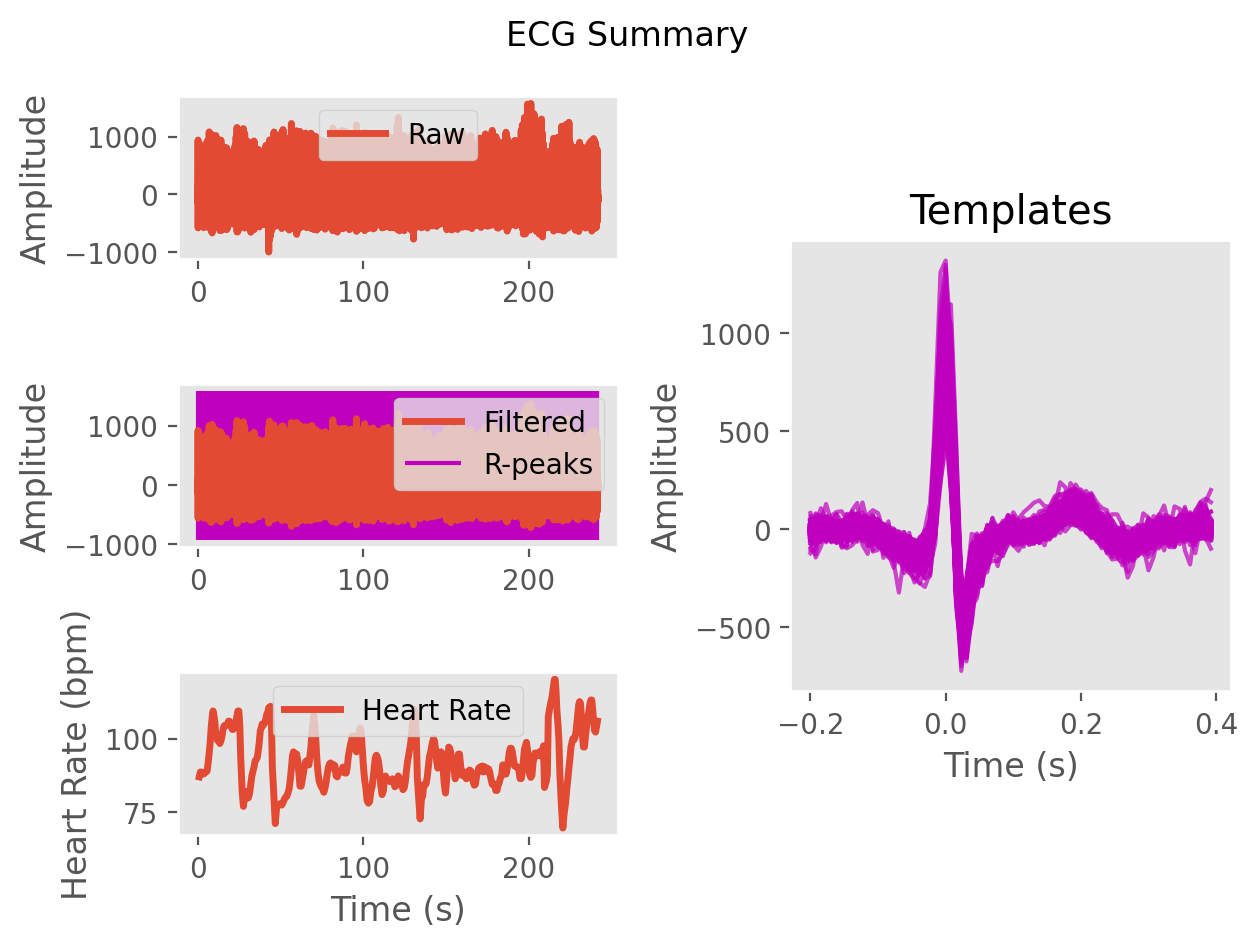 ECG Summary
Amplitude
1000
0
−1000
Raw
0
100
200
Amplitude
1000
0
−1000
Filtered
R-peaks
0
100
200
Heart Rate (bpm)
100
75
Heart Rate
0
100
200
Time (s)
Templates
Amplitude
1000
500
0
−500
−0.2
0.0
0.2
0.4
Time (s)